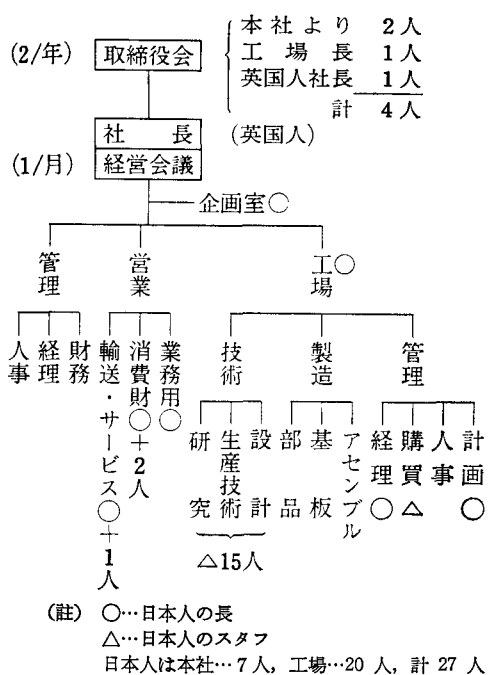 (2/年) 取締役会
本社より 2人
工場長 1人
英国人社長 1人
計 4人
社長 (英国人)
(1/月) 経営会議
企画室○
管理
営業
工場○
人事
経理
財務
輸送・サービス○+1人
消費財○+2人
業務用○
技術
製造
管理
研究
生産技術
設計
△15人
部品
基板
アセンブル
経理○
購買△
人事
計画○
(註) ○…日本人の長
△…日本人のスタフ
日本人は本社…7人, 工場…20人, 計27人